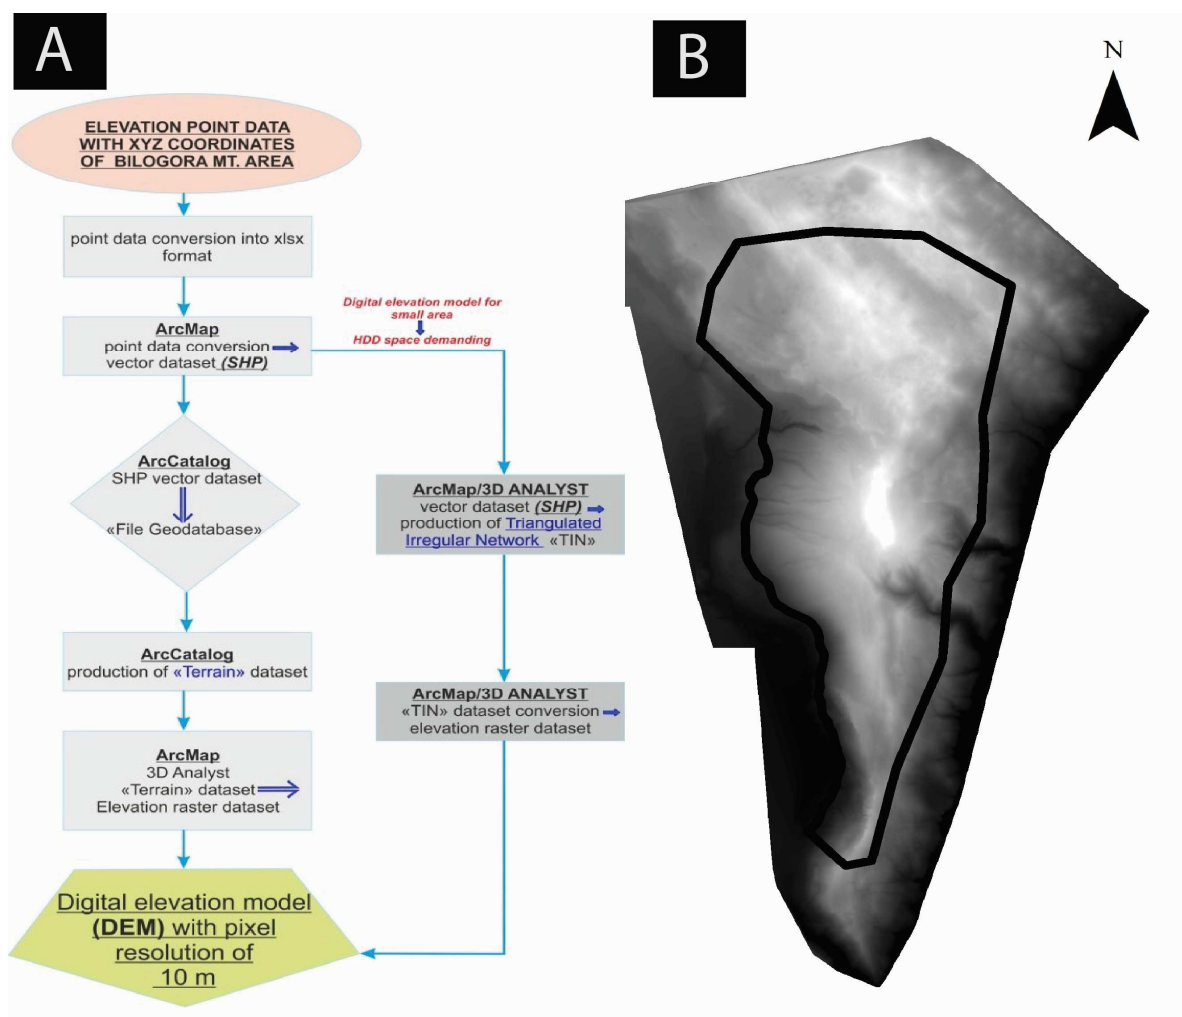 A
ELEVATION POINT DATA
WITH XYZ COORDINATES
OF BILOGORA MT. AREA
point data conversion into xlsx
format
ArcMap
point data conversion
vector dataset (SHP)
Digital elevation model for
small area
HDD space demanding
ArcCatalog
SHP vector dataset
«File Geodatabase»
ArcMap/3D ANALYST
vector dataset (SHP)
production of Triangulated
Irregular Network «TIN»
ArcCatalog
production of «Terrain» dataset
ArcMap/3D ANALYST
«TIN» dataset conversion
elevation raster dataset
ArcMap
3D Analyst
«Terrain» dataset
Elevation raster dataset
Digital elevation model
(DEM) with pixel
resolution of
10 m
B
N